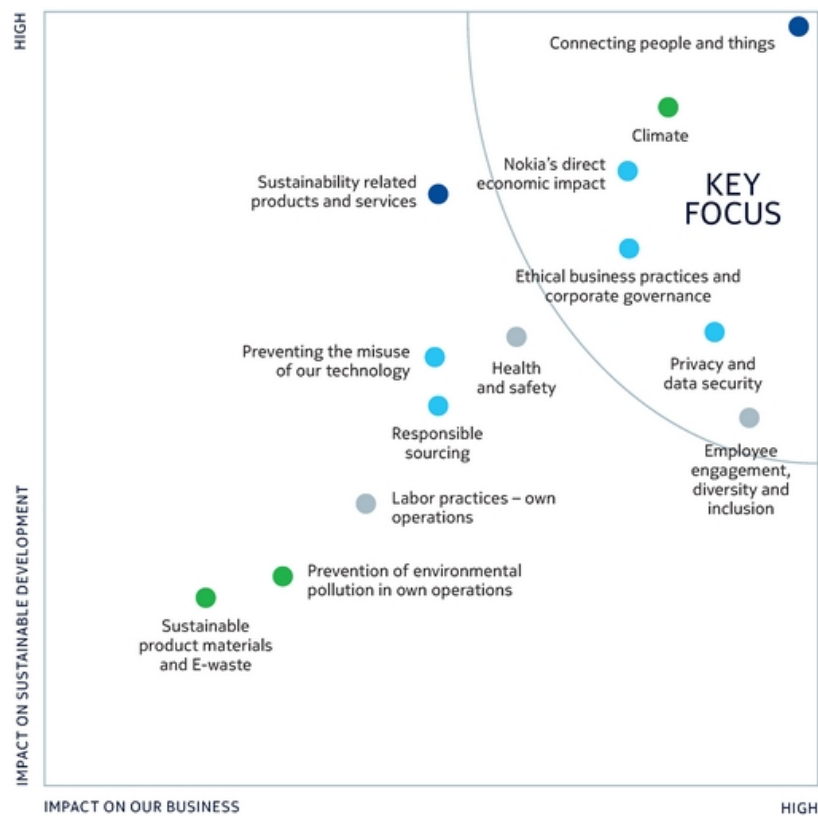 HIGH
Connecting people and things
Climate
Nokia's direct
economic impact
KEY
FOCUS
Sustainability related
products and services
Ethical business practices and
corporate governance
Preventing the misuse
of our technology
Health
and safety
Privacy and
data security
Responsible
sourcing
Employee
engagement,
diversity and
inclusion
Labor practices – own
operations
Prevention of environmental
pollution in own operations
Sustainable
product materials
and E-waste
IMPACT ON SUSTAINABLE DEVELOPMENT
IMPACT ON OUR BUSINESS
HIGH